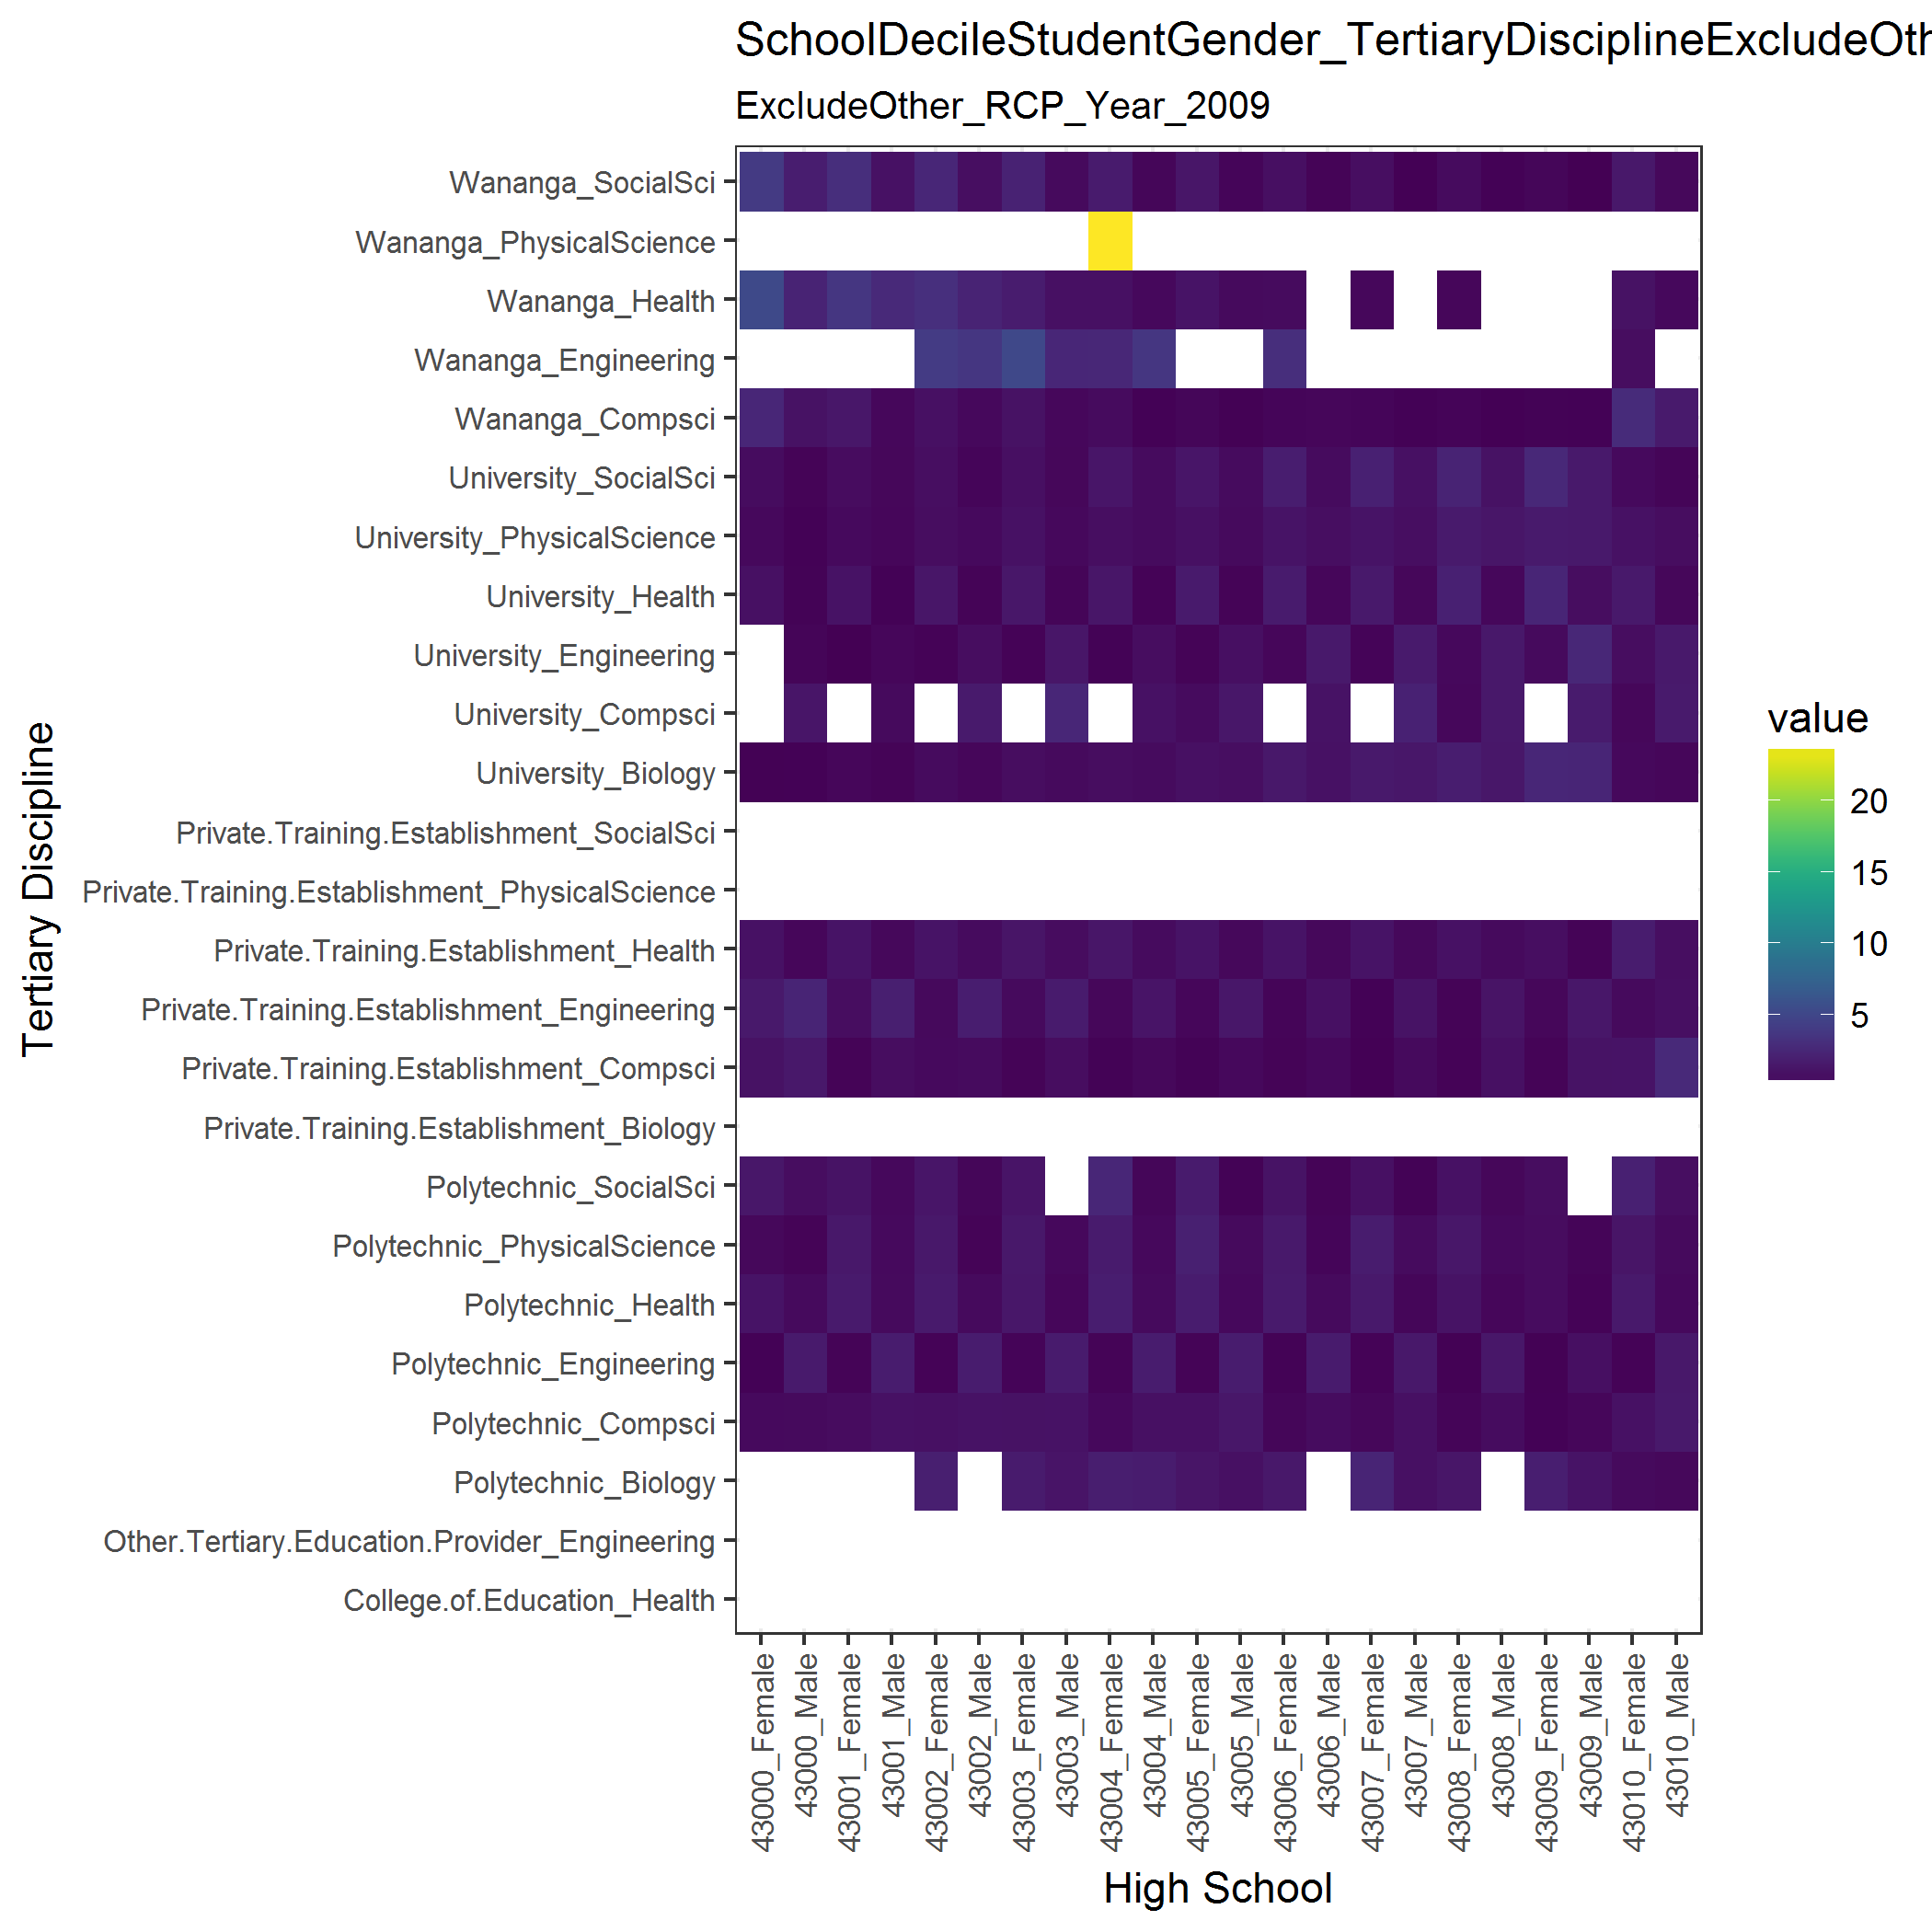 SchoolDecileStudentGender_TertiaryDisciplineExcludeOth
ExcludeOther_RCP_Year_2009
Tertiary Discipline
Wananga_SocialSci
Wananga_PhysicalScience
Wananga_Health
Wananga_Engineering
Wananga_Compsci
University_SocialSci
University_PhysicalScience
University_Health
University_Engineering
University_Compsci
University_Biology
Private.Training.Establishment_SocialSci
Private.Training.Establishment_PhysicalScience
Private.Training.Establishment_Health
Private.Training.Establishment_Engineering
Private.Training.Establishment_Compsci
Private.Training.Establishment_Biology
Polytechnic_SocialSci
Polytechnic_PhysicalScience
Polytechnic_Health
Polytechnic_Engineering
Polytechnic_Compsci
Polytechnic_Biology
Other.Tertiary.Education.Provider_Engineering
College.of.Education_Health
43000_Female
43000_Male
43001_Female
43001_Male
43002_Female
43002_Male
43003_Female
43003_Male
43004_Female
43004_Male
43005_Female
43005_Male
43006_Female
43006_Male
43007_Female
43007_Male
43008_Female
43008_Male
43009_Female
43009_Male
43010_Female
43010_Male
High School
value
20
15
10
5